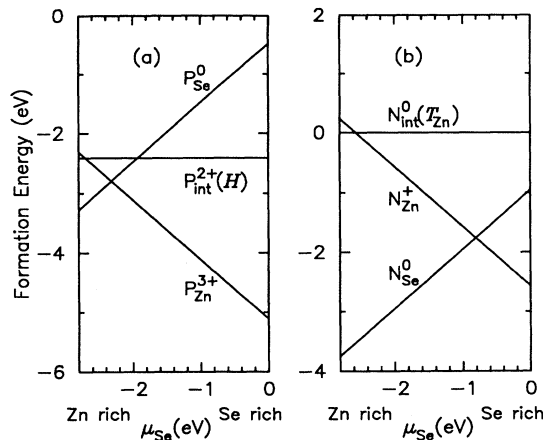 0
(a)
P⁰Se
−2
P²⁺int(H)
P³⁺Zn
−4
−6
Formation Energy (eV)
−2 −1 0
Zn rich Se rich
μSe(eV)
2
(b)
N⁰int(TZn)
0
N⁺Zn
−2
N⁰Se
−4
−2 −1 0
Zn rich Se rich
μSe(eV)